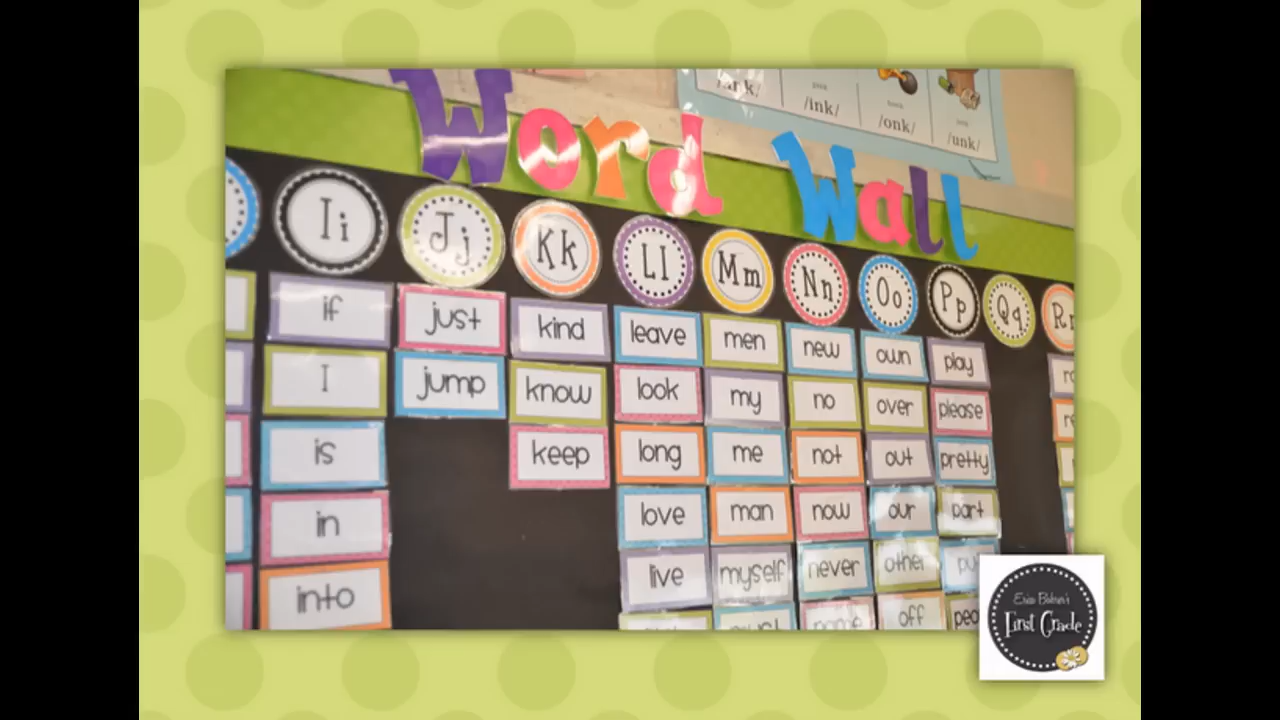 /ink/
/onk/
/unk/
Word Wall
Ii Jj Kk Ll Mm Nn Oo Pp Qq
if just kind leave men new own play
I jump know look my no over please
is keep long me not out pretty
in love man now our part
into live myself never other
must name off
First Grade